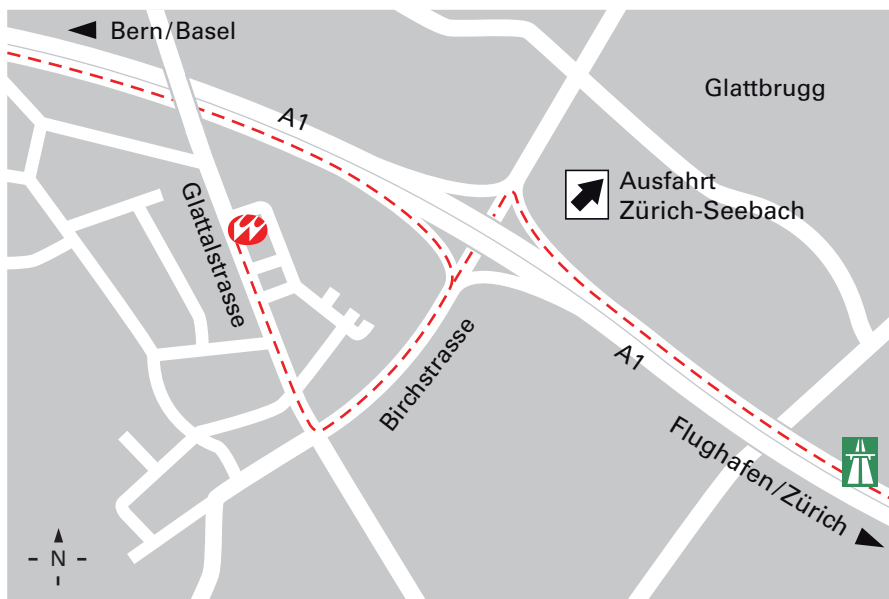 Bern/Basel
Glattbrugg
A1
Ausfahrt
Zürich-Seebach
Glattalstrasse
A1
Birchstrasse
Flughafen/Zürich
N